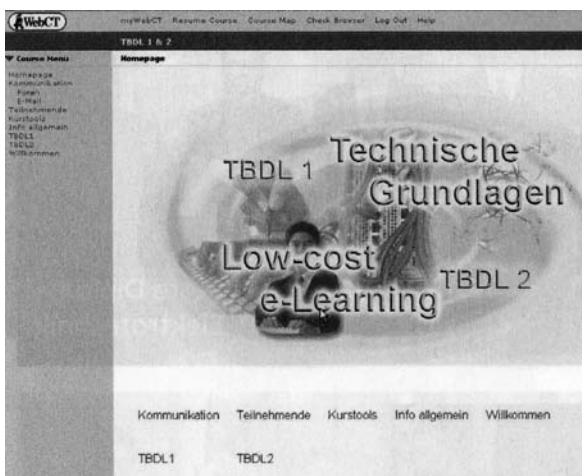 WebCT
myWebCT Resume Course Course Map Check Browser Log Out Help
TBDL 1 & 2
Course Menu
Homepage
Homepage
Kommunikation
Foren
E-Mail
Teilnehmende
Kurstools
Info allgemein
TBDL1
TBDL2
Willkommen
Technische
TBDL 1
Grundlagen
Low-cost
TBDL 2
e-Learning
Kommunikation Teilnehmende Kurstools Info allgemein Willkommen
TBDL1 TBDL2